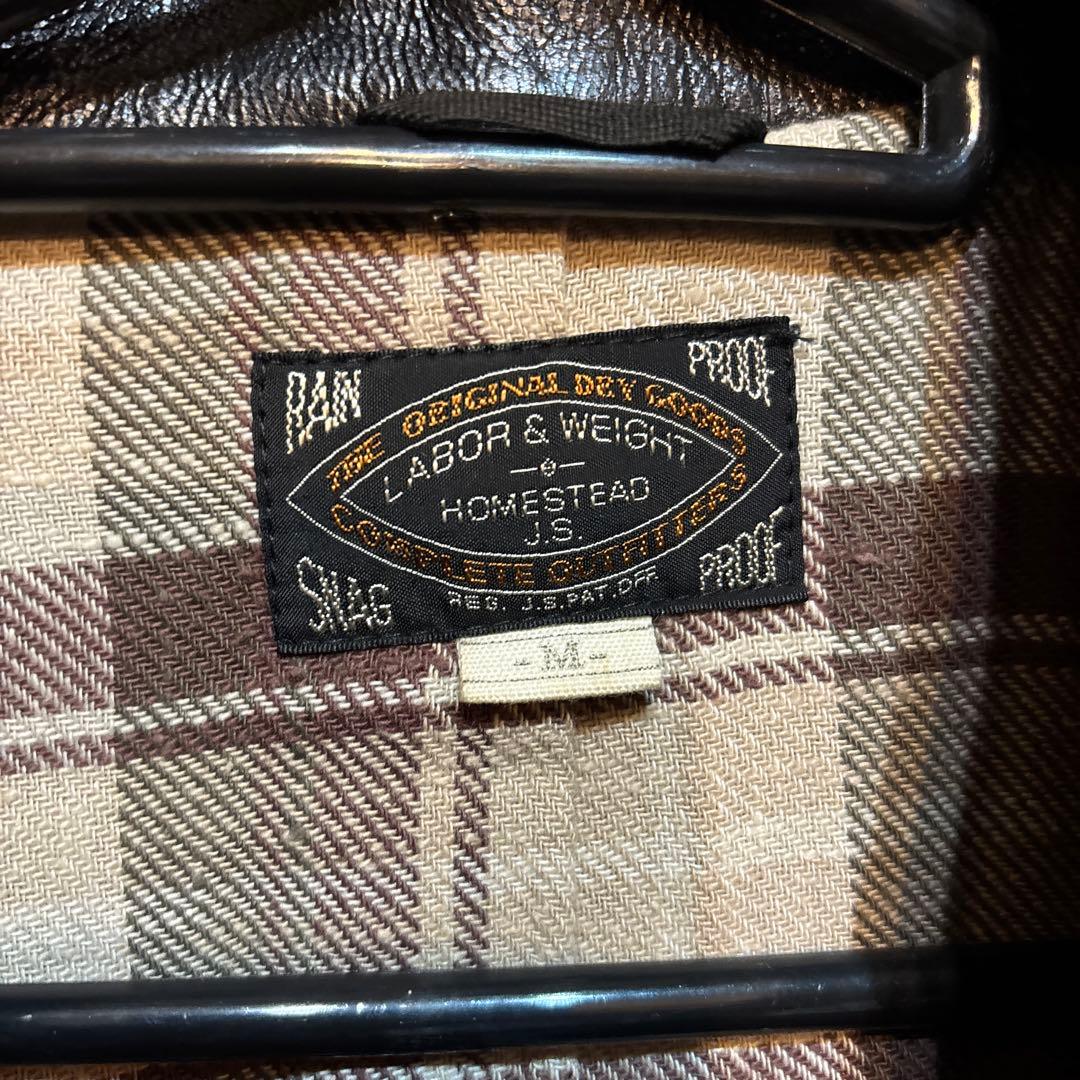 RAIN PROOF
THE ORIGINAL DRY GOODS
LABOR & WEIGHT
HOMESTEAD
J.S.
COMPLETE OUTFITTERS
SNAG PROOF
REG. J.S.PAT.OFF
-M-